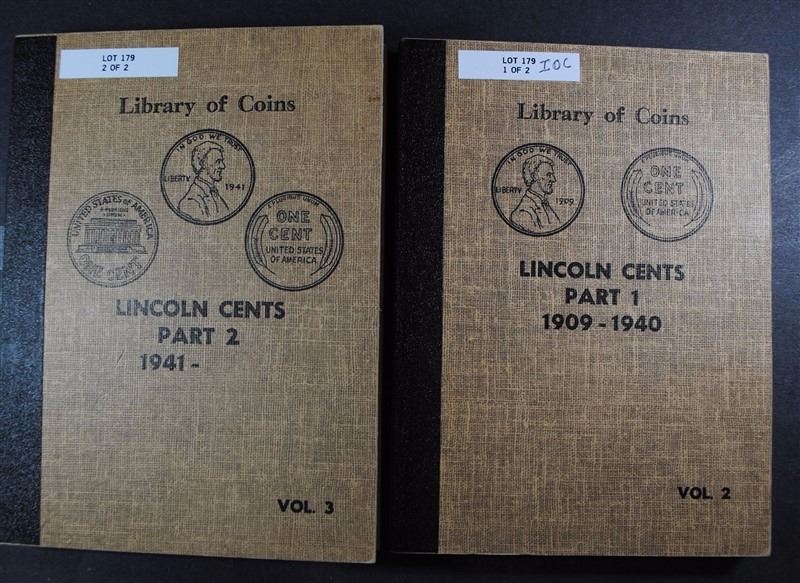 LOT 179
2 OF 2
Library of Coins
IN GOD WE TRUST
LIBERTY
1941
UNITED STATES OF AMERICA
E PLURIBUS UNUM
ONE CENT
E PLURIBUS UNUM
ONE
CENT
UNITED STATES
OF AMERICA
LINCOLN CENTS
PART 2
1941-
VOL. 3
LOT 179
1 OF 2 IOC
Library of Coins
IN GOD WE TRUST
LIBERTY
1909
E PLURIBUS UNUM
ONE
CENT
UNITED STATES
OF AMERICA
LINCOLN CENTS
PART 1
1909-1940
VOL. 2